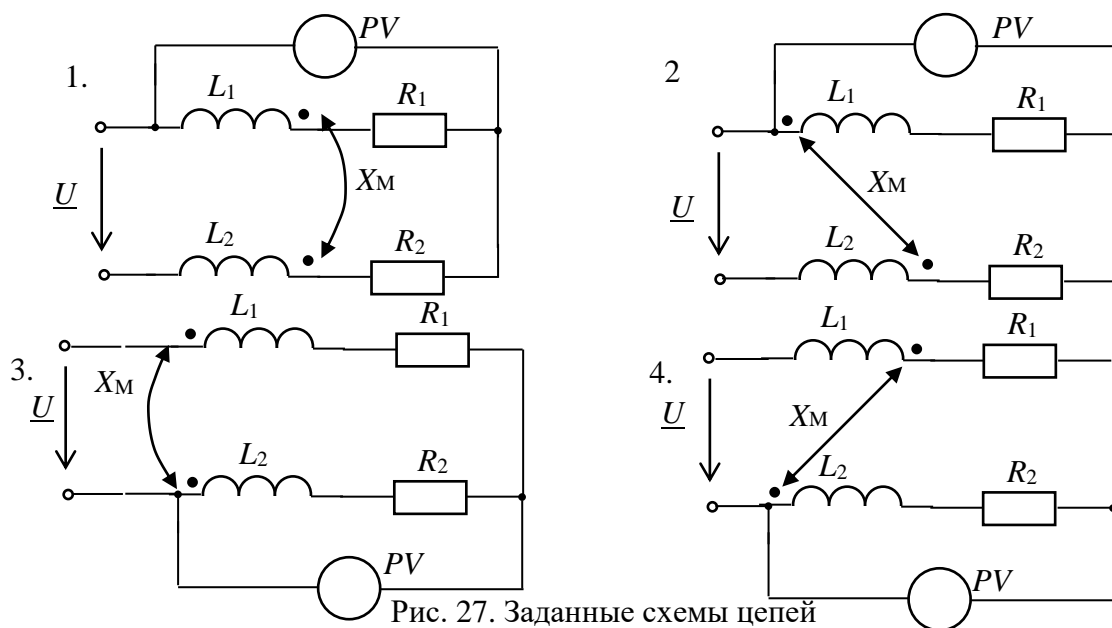 PV
1.
L1
R1
XM
U
L2
R2
PV
2
L1
R1
XM
U
L2
R2
3.
L1
R1
XM
U
L2
R2
PV
4.
L1
R1
XM
U
L2
R2
PV
Рис. 27. Заданные схемы цепей